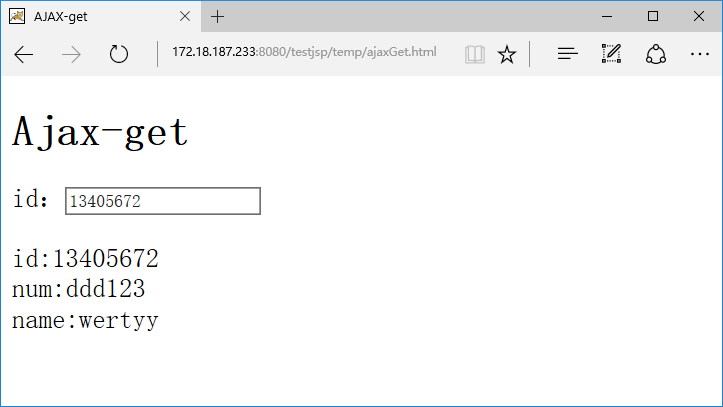 AJAX-get
172.18.187.233:8080/testjsp/temp/ajaxGet.html
Ajax-get
id：13405672
id:13405672
num:ddd123
name:wertyy